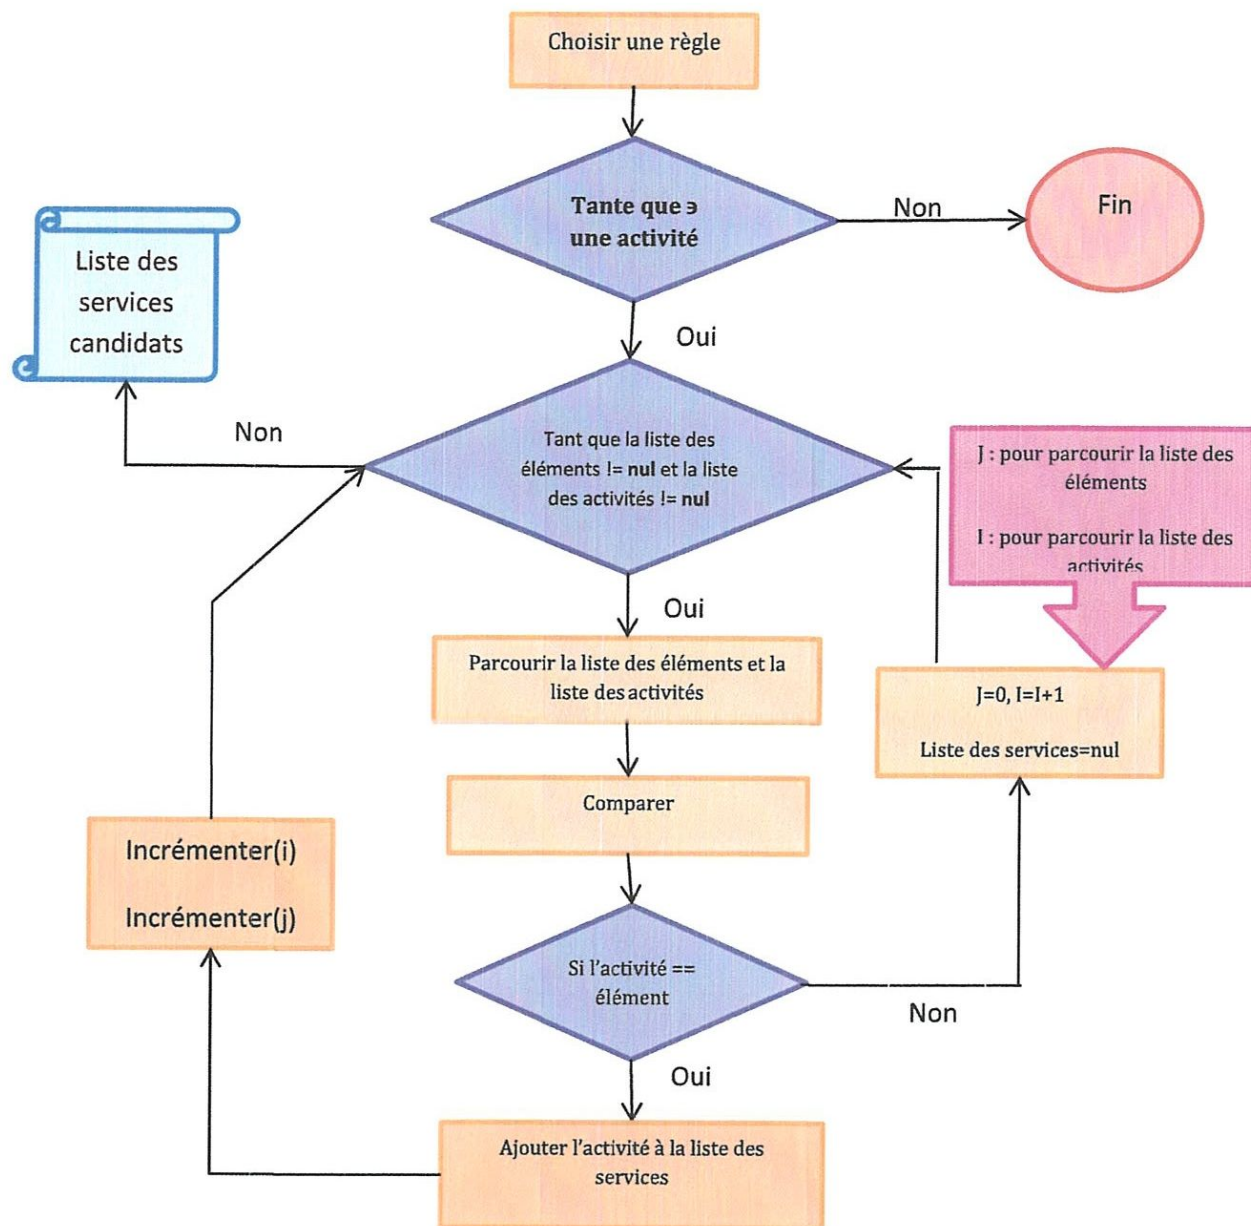 Choisir une règle
Tante que ɜ
une activité
Non
Fin
Liste des
services
candidats
Oui
Non
Tant que la liste des
éléments != nul et la liste
des activités != nul
J : pour parcourir la liste des
éléments
I : pour parcourir la liste des
activités
Oui
Parcourir la liste des éléments et la
liste des activités
J=0, I=I+1
Liste des services=nul
Comparer
Incrémenter(i)
Incrémenter(j)
Si l'activité ==
élément
Non
Oui
Ajouter l'activité à la liste des
services